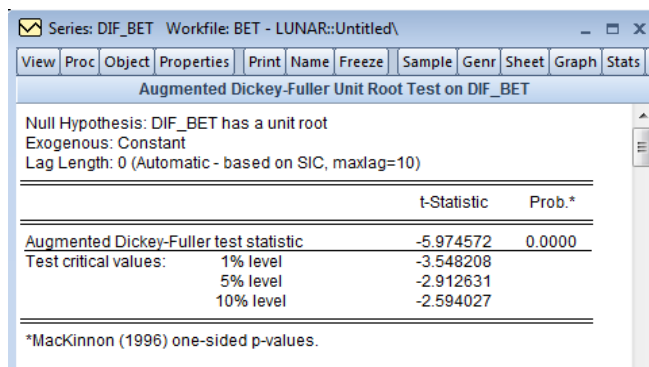 Series: DIF_BET Workfile: BET - LUNAR::Untitled\
View Proc Object Properties Print Name Freeze Sample Genr Sheet Graph Stats
Augmented Dickey-Fuller Unit Root Test on DIF_BET
Null Hypothesis: DIF_BET has a unit root
Exogenous: Constant
Lag Length: 0 (Automatic - based on SIC, maxlag=10)
t-Statistic Prob.*
Augmented Dickey-Fuller test statistic -5.974572 0.0000
Test critical values: 1% level -3.548208
5% level -2.912631
10% level -2.594027
*MacKinnon (1996) one-sided p-values.